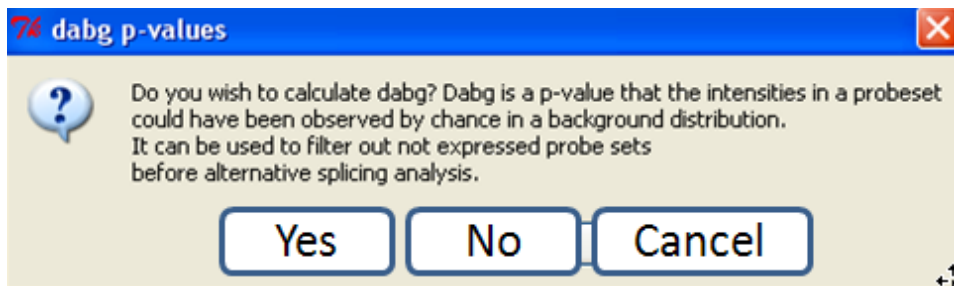 7% dabg p-values
Do you wish to calculate dabg? Dabg is a p-value that the intensities in a probeset
could have been observed by chance in a background distribution.
It can be used to filter out not expressed probe sets
before alternative splicing analysis.
Yes No Cancel